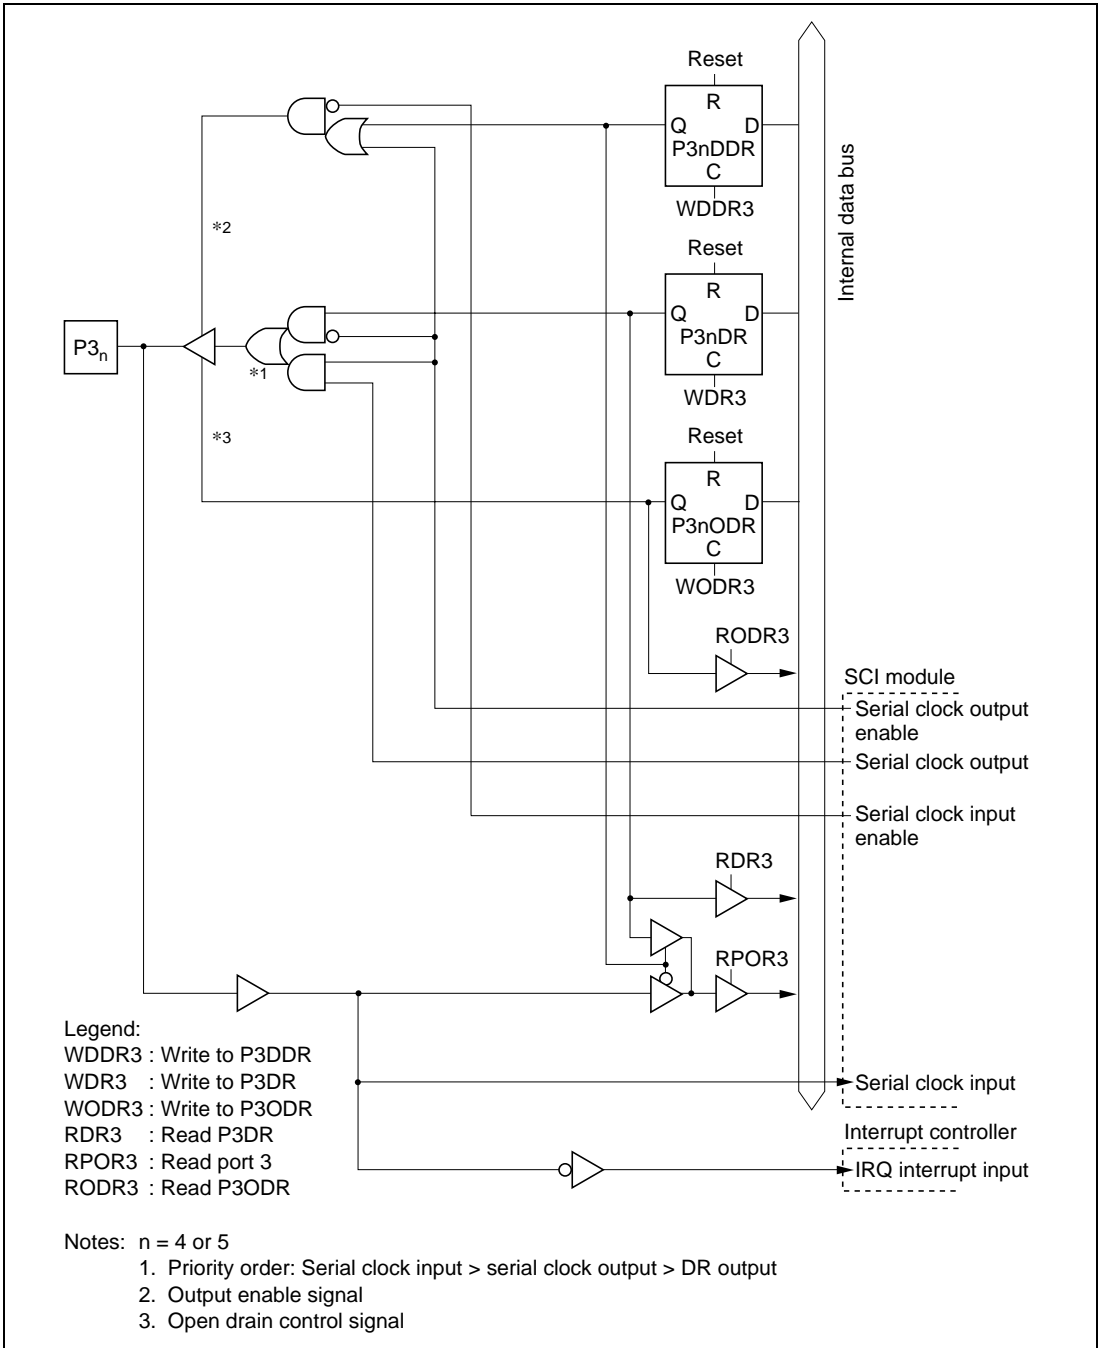 Reset
R
Q D
P3nDDR
C
WDDR3
Internal data bus
*2
Reset
R
Q D
P3nDR
C
WDR3
P3n
*1
*3
Reset
R
Q D
P3nODR
C
WODR3
RODR3
SCI module
Serial clock output
enable
Serial clock output
Serial clock input
enable
RDR3
RPOR3
Serial clock input
Interrupt controller
IRQ interrupt input
Legend:
WDDR3 : Write to P3DDR
WDR3 : Write to P3DR
WODR3 : Write to P3ODR
RDR3 : Read P3DR
RPOR3 : Read port 3
RODR3 : Read P3ODR
Notes: n = 4 or 5
1. Priority order: Serial clock input > serial clock output > DR output
2. Output enable signal
3. Open drain control signal